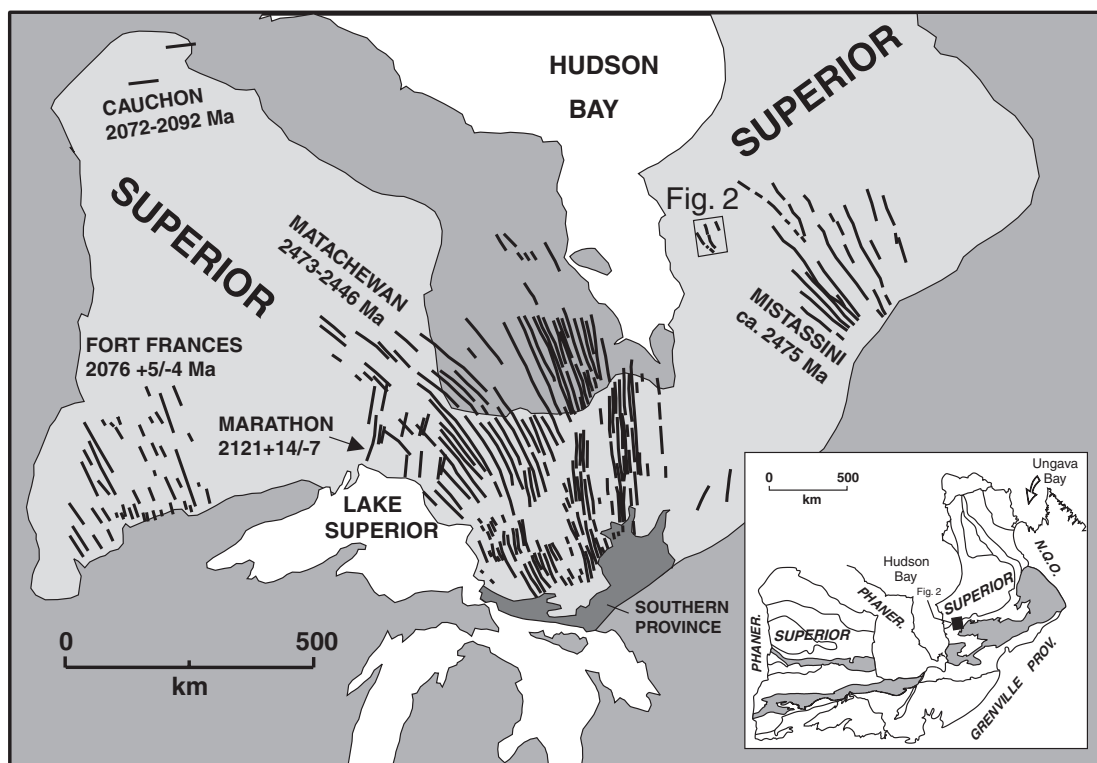 HUDSON
BAY
SUPERIOR
CAUCHON
2072-2092 Ma
Fig. 2
SUPERIOR
MATACHEWAN
2473-2446 Ma
MISTASSINI
ca. 2475 Ma
FORT FRANCES
2076 +5/-4 Ma
MARATHON
2121+14/-7
LAKE
SUPERIOR
SOUTHERN
PROVINCE
0 500
km
0 500
km
Ungava
Bay
N.Q.O.
Hudson
Bay
Fig. 2
SUPERIOR
PHANER.
SUPERIOR
PHANER.
GRENVILLE PROV.